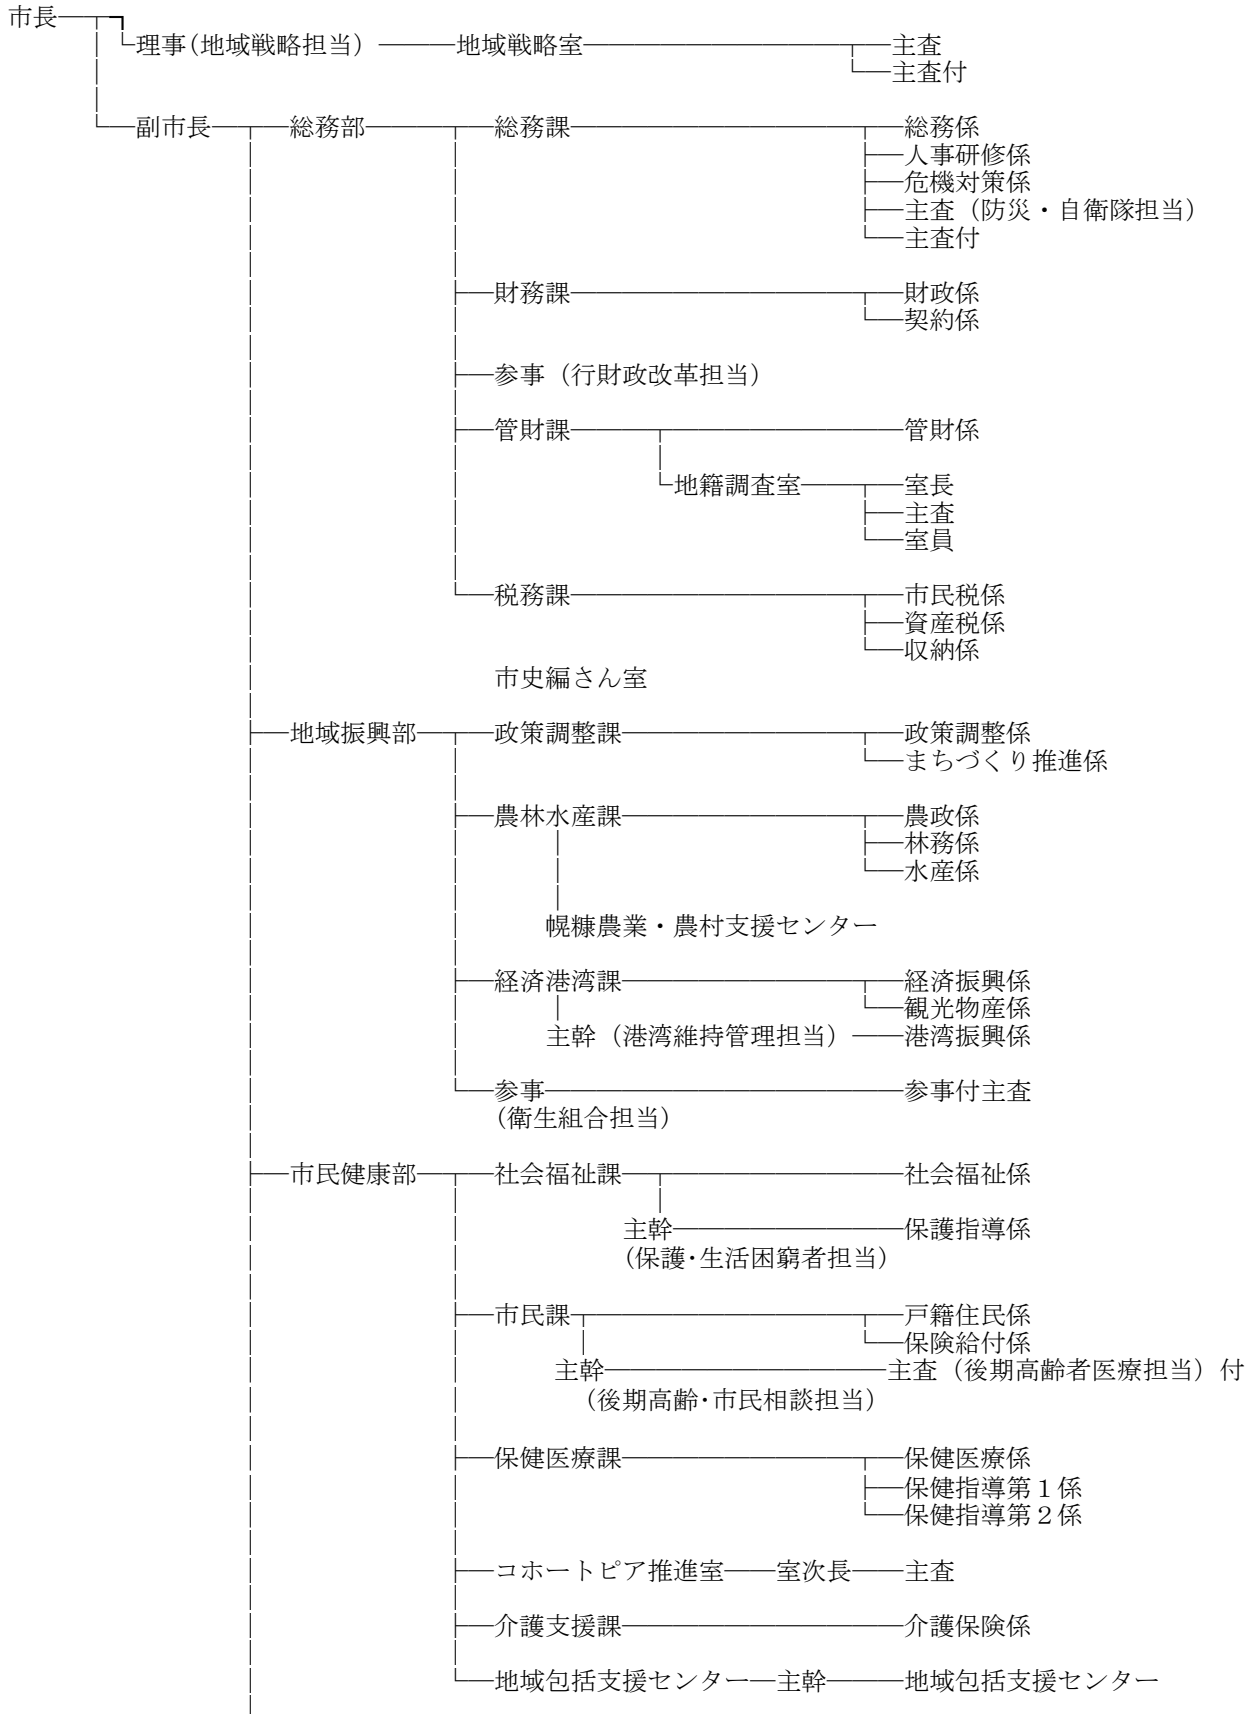 市長
理事(地域戦略担当) 地域戦略室 主査
主査付
副市長 総務部 総務課 総務係
人事研修係
危機対策係
主査（防災・自衛隊担当）
主査付
財務課 財政係
契約係
参事（行財政改革担当）
管財課 管財係
地籍調査室 室長
主査
室員
税務課 市民税係
資産税係
収納係
市史編さん室
地域振興部 政策調整課 政策調整係
まちづくり推進係
農林水産課 農政係
林務係
水産係
幌糠農業・農村支援センター
経済港湾課 経済振興係
観光物産係
主幹（港湾維持管理担当） 港湾振興係
参事 参事付主査
(衛生組合担当)
市民健康部 社会福祉課 社会福祉係
主幹 保護指導係
(保護･生活困窮者担当)
市民課 戸籍住民係
保険給付係
主幹 主査（後期高齢者医療担当）付
(後期高齢･市民相談担当)
保健医療課 保健医療係
保健指導第１係
保健指導第２係
コホートピア推進室 室次長 主査
介護支援課 介護保険係
地域包括支援センター 主幹 地域包括支援センター